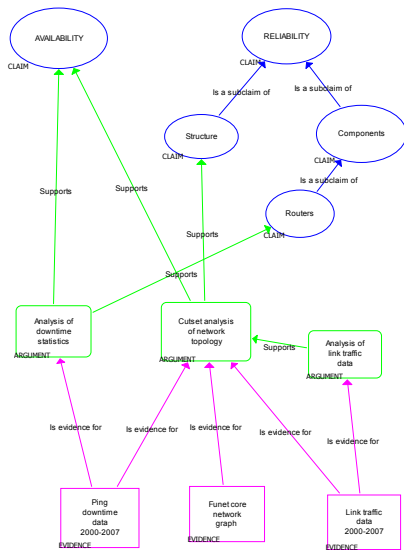 AVAILABILITY
RELIABILITY
CLAIM
CLAIM
Is a subclaim of
Is a subclaim of
Structure
Components
CLAIM
CLAIM
Is a subclaim of
Supports
Supports
Supports
Routers
CLAIM
Supports
Analysis of
downtime
statistics
ARGUMENT
Cutset analysis
of network
topology
ARGUMENT
Supports
Analysis of
link traffic
data
ARGUMENT
Is evidence for
Is evidence for
Is evidence for
Is evidence for
Is evidence for
Ping
downtime
data
2000-2007
EVIDENCE
Funet core
network
graph
EVIDENCE
Link traffic
data
2000-2007
EVIDENCE